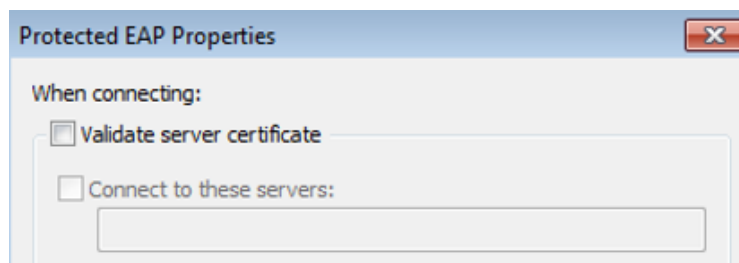 Protected EAP Properties
When connecting:
Validate server certificate
Connect to these servers: